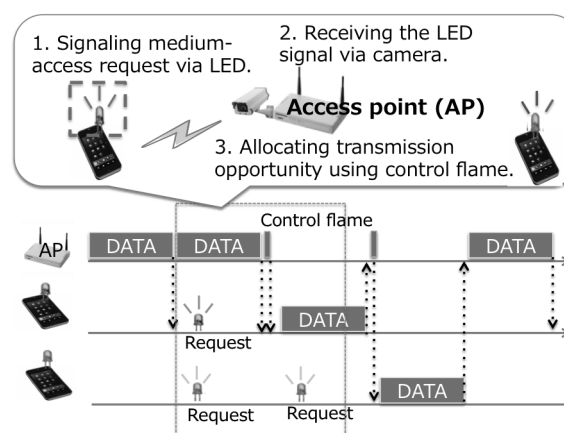 1. Signaling medium-
access request via LED.
2. Receiving the LED
signal via camera.
Access point (AP)
3. Allocating transmission
opportunity using control flame.
Control flame
AP
DATA
DATA
DATA
Request
DATA
Request
Request
DATA